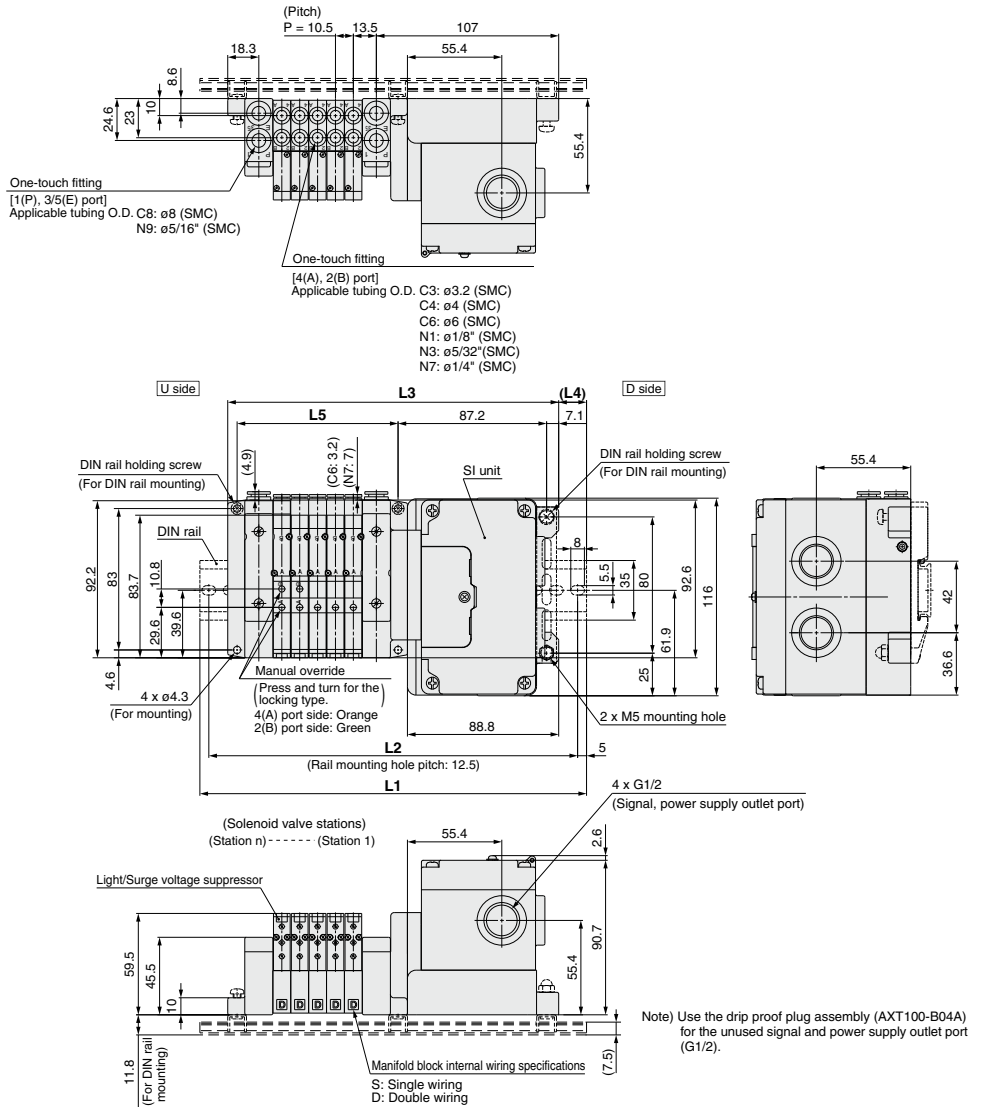 (Pitch)
P = 10.5
13.5
107
18.3
55.4
8.6
10
23
24.6
55.4
One-touch fitting
[1(P), 3/5(E) port]
Applicable tubing O.D. C8: ø8 (SMC)
N9: ø5/16" (SMC)
One-touch fitting
[4(A), 2(B) port]
Applicable tubing O.D. C3: ø3.2 (SMC)
C4: ø4 (SMC)
C6: ø6 (SMC)
N1: ø1/8" (SMC)
N3: ø5/32"(SMC)
N7: ø1/4" (SMC)
U side
L3
(L4)
D side
L5
87.2
7.1
DIN rail holding screw
(For DIN rail mounting)
(4.9)
(C6: 3.2)
(N7: 7)
SI unit
DIN rail holding screw
(For DIN rail mounting)
55.4
DIN rail
92.2
83
83.7
10.8
29.6
39.6
4.6
8
5.5
35
80
92.6
116
61.9
25
42
36.6
4 x ø4.3
(For mounting)
Manual override
(Press and turn for the
locking type.)
4(A) port side: Orange
2(B) port side: Green
2 x M5 mounting hole
88.8
L2
5
(Rail mounting hole pitch: 12.5)
L1
4 x G1/2
(Signal, power supply outlet port)
(Solenoid valve stations)
(Station n)------(Station 1)
55.4
2.6
Light/Surge voltage suppressor
59.5
45.5
10
D D D D D
55.4
90.7
11.8
(For DIN rail
mounting)
(7.5)
Manifold block internal wiring specifications
S: Single wiring
D: Double wiring
Note) Use the drip proof plug assembly (AXT100-B04A)
for the unused signal and power supply outlet port
(G1/2).